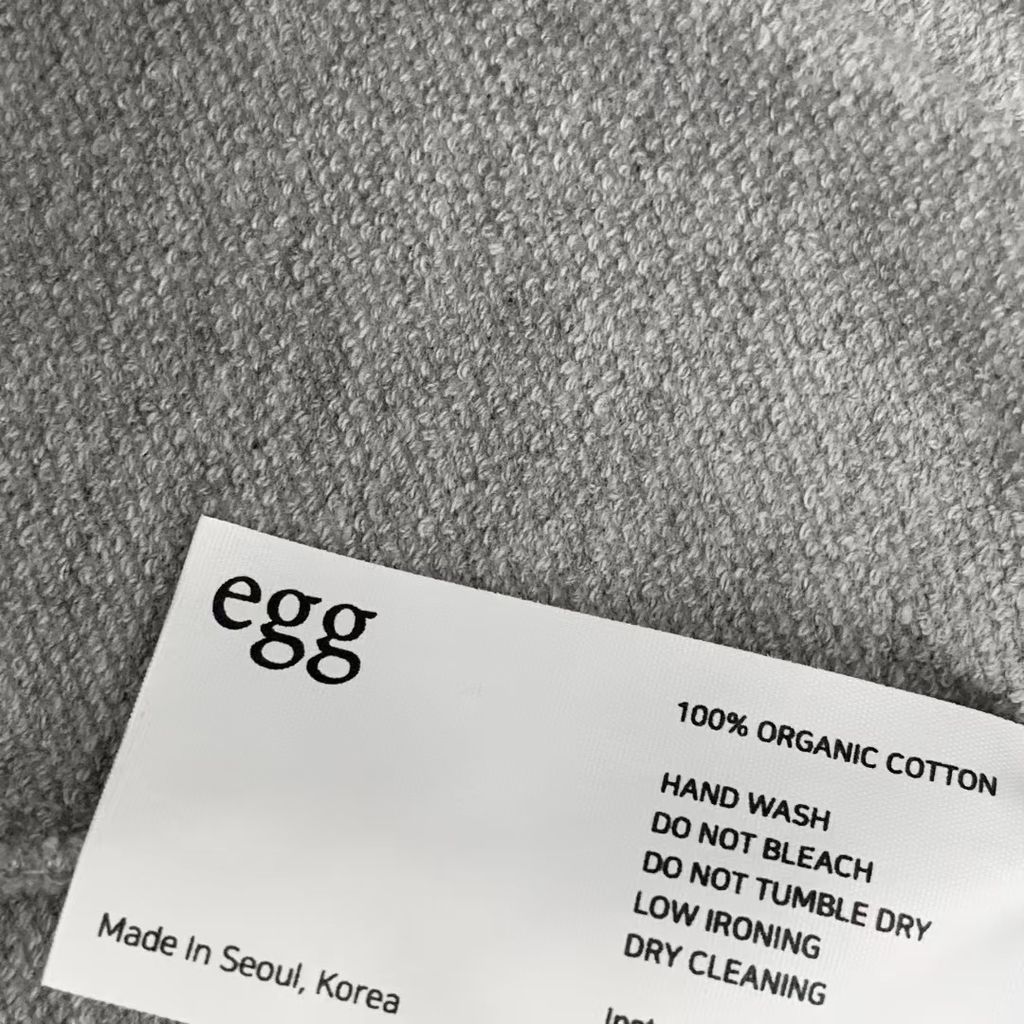 egg
100% ORGANIC COTTON
HAND WASH
DO NOT BLEACH
DO NOT TUMBLE DRY
LOW IRONING
DRY CLEANING
Made In Seoul, Korea